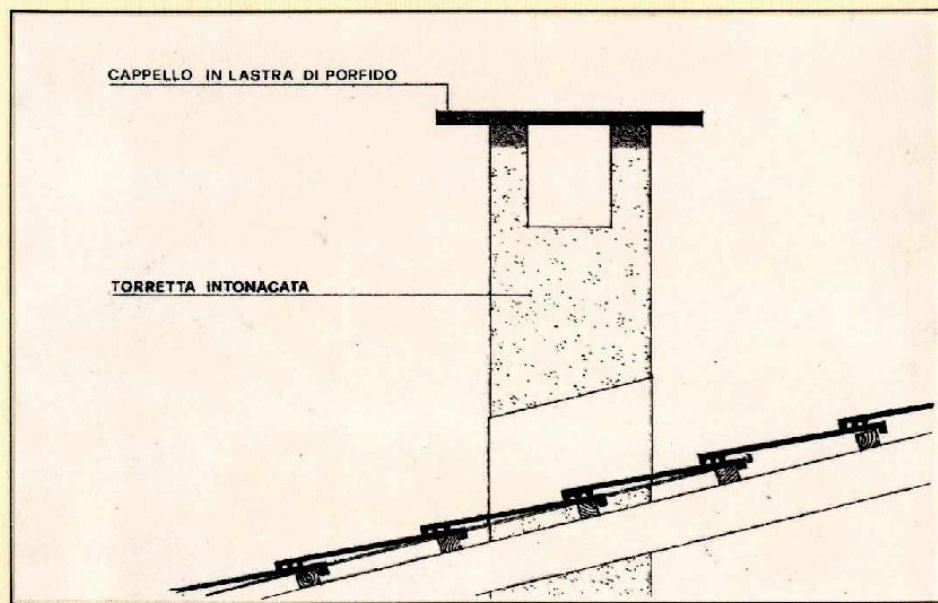 CAPPELLO IN LASTRA DI PORFIDO
TORRETTA INTONACATA